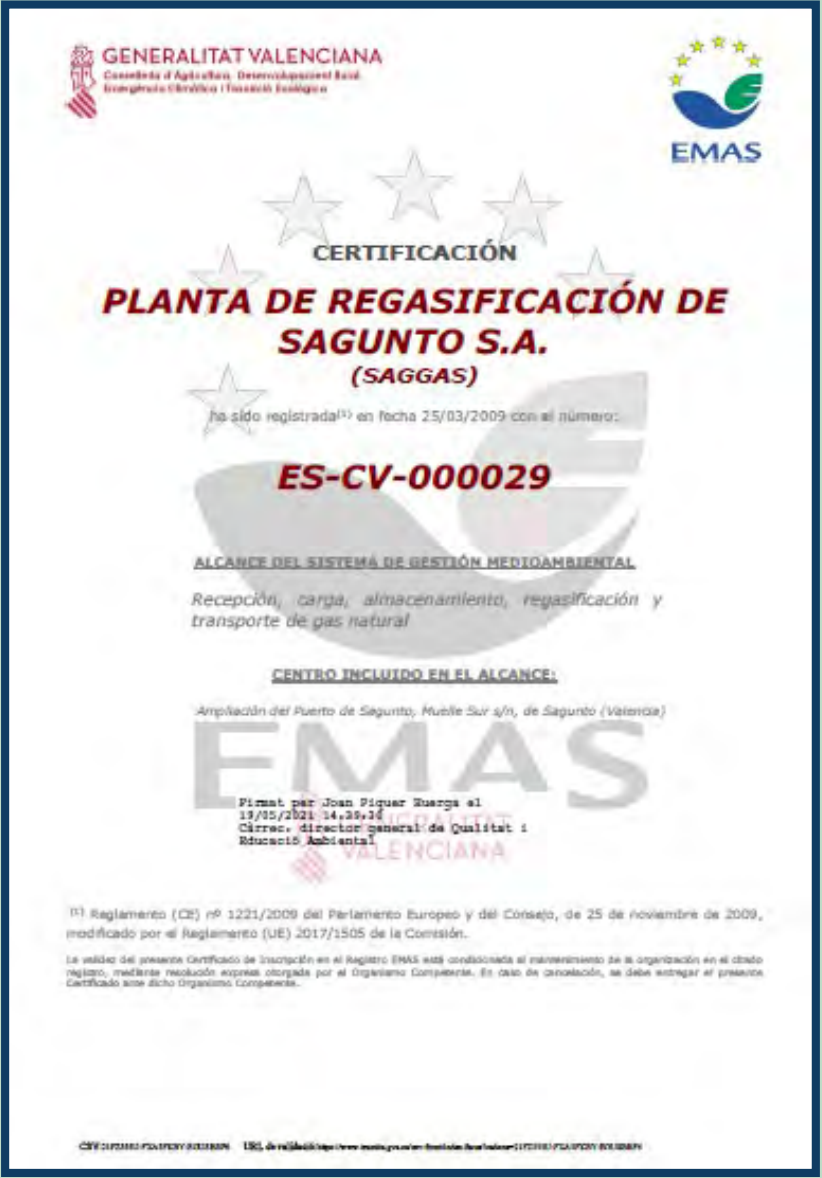 GENERALITAT VALENCIANA
Conselleria d'Agricultura, Desenvolupament Rural,
Emergència Climàtica i Transició Ecològica
EMAS
CERTIFICACIÓN
PLANTA DE REGASIFICACIÓN DE
SAGUNTO S.A.
(SAGGAS)
ha sido registrada(1) en fecha 25/03/2009 con el número:
ES-CV-000029
ALCANCE DEL SISTEMA DE GESTIÓN MEDIOAMBIENTAL
Recepción, carga, almacenamiento, regasificación y
transporte de gas natural
CENTRO INCLUIDO EN EL ALCANCE:
Ampliación del Puerto de Sagunto, Muelle Sur s/n, de Sagunto (Valencia)
EMAS
Firmat per Joan Piquer Huerga el
19/05/2021
Càrrec. director general de Qualitat i
Educació Ambiental
GENERALITAT
VALENCIANA
(1) Reglamento (CE) nº 1221/2009 del Parlamento Europeo y del Consejo, de 25 de noviembre de 2009,
modificado por el Reglamento (UE) 2017/1505 de la Comisión.
La validez del presente Certificado de Inscripción en el Registro EMAS está condicionada al mantenimiento de la organización en el citado
registro, mediante resolución expresa otorgada por el Organismo Competente. En caso de cancelación, se debe entregar el presente
Certificado ante dicho Organismo Competente.
URL de